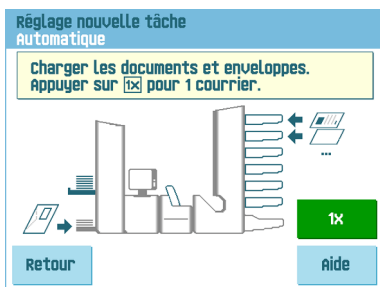 Réglage nouvelle tâche
Automatique
Charger les documents et enveloppes.
Appuyer sur 1x pour 1 courrier.
...
1x
Retour
Aide